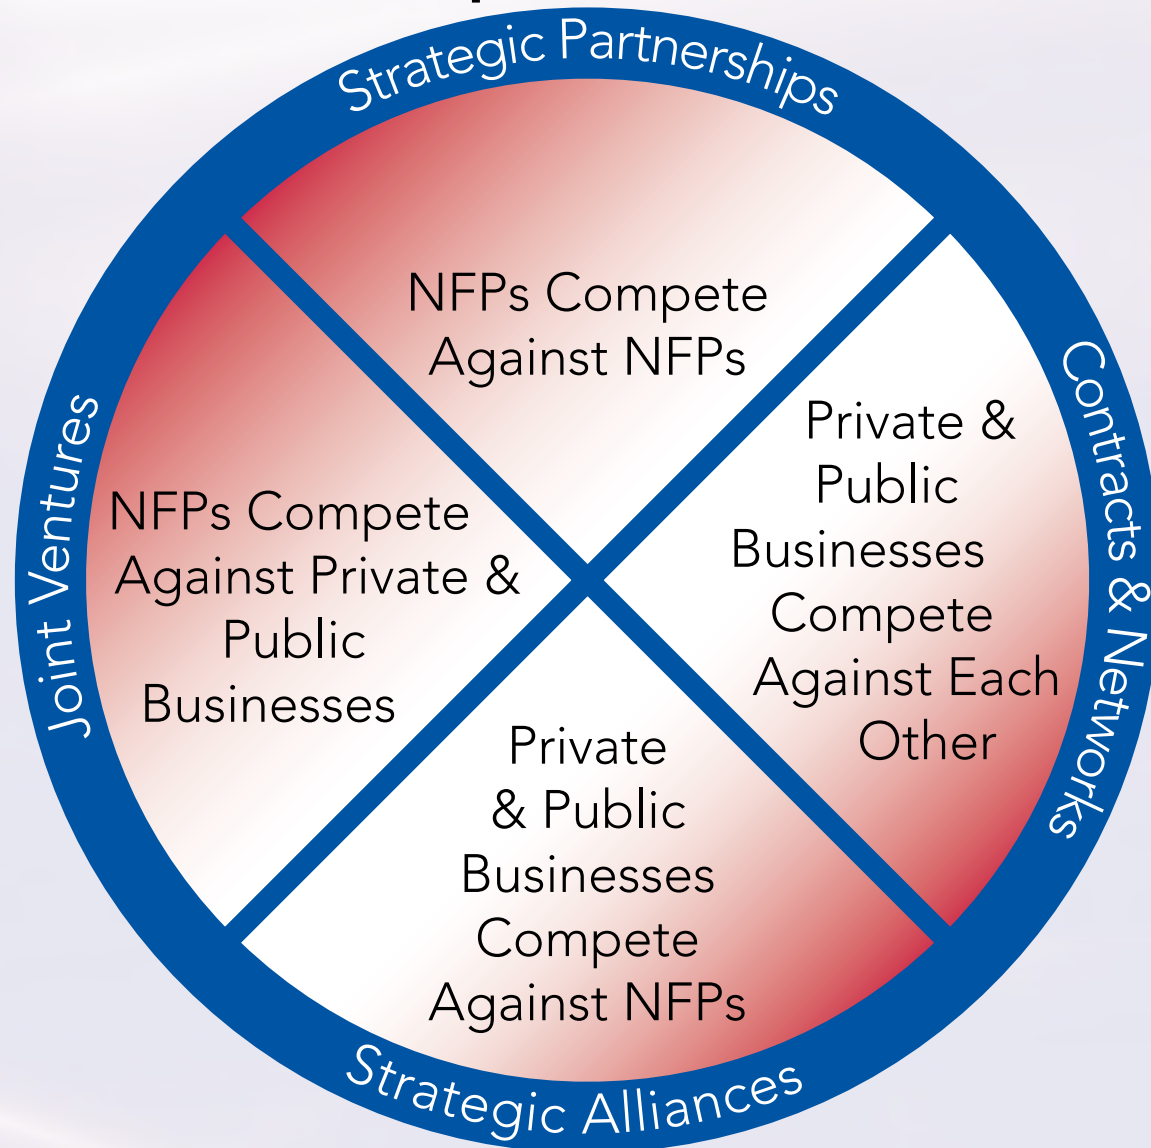 Strategic Partnerships
NFPs Compete
Against NFPs
Contracts & Networks
Private &
Public
Businesses
Compete
Against Each
Other
Joint Ventures
NFPs Compete
Against Private &
Public
Businesses
Private
& Public
Businesses
Compete
Against NFPs
Strategic Alliances